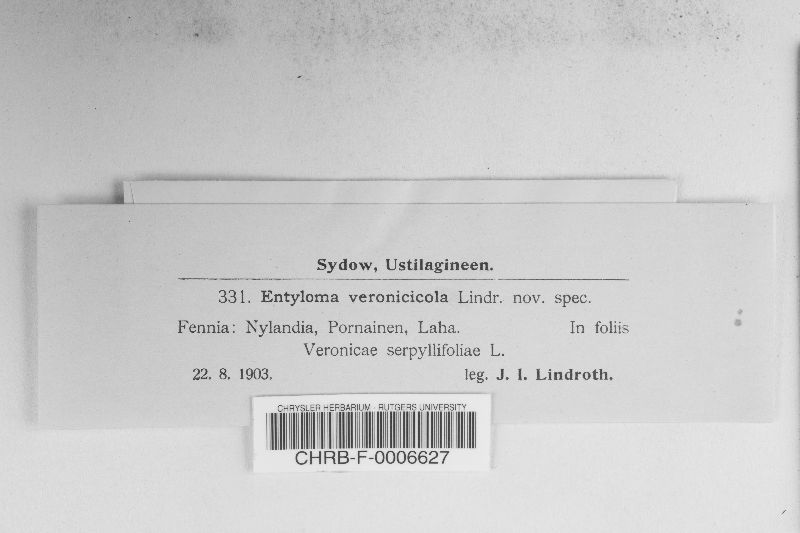 Sydow, Ustilagineen.
331. Entyloma veronicicola Lindr. nov. spec.
Fennia: Nylandia, Pornainen, Laha. In foliis
Veronicae serpyllifoliae L.
22. 8. 1903. leg. J. I. Lindroth.
CHRYSLER HERBARIUM - RUTGERS UNIVERSITY
CHRB-F-0006627